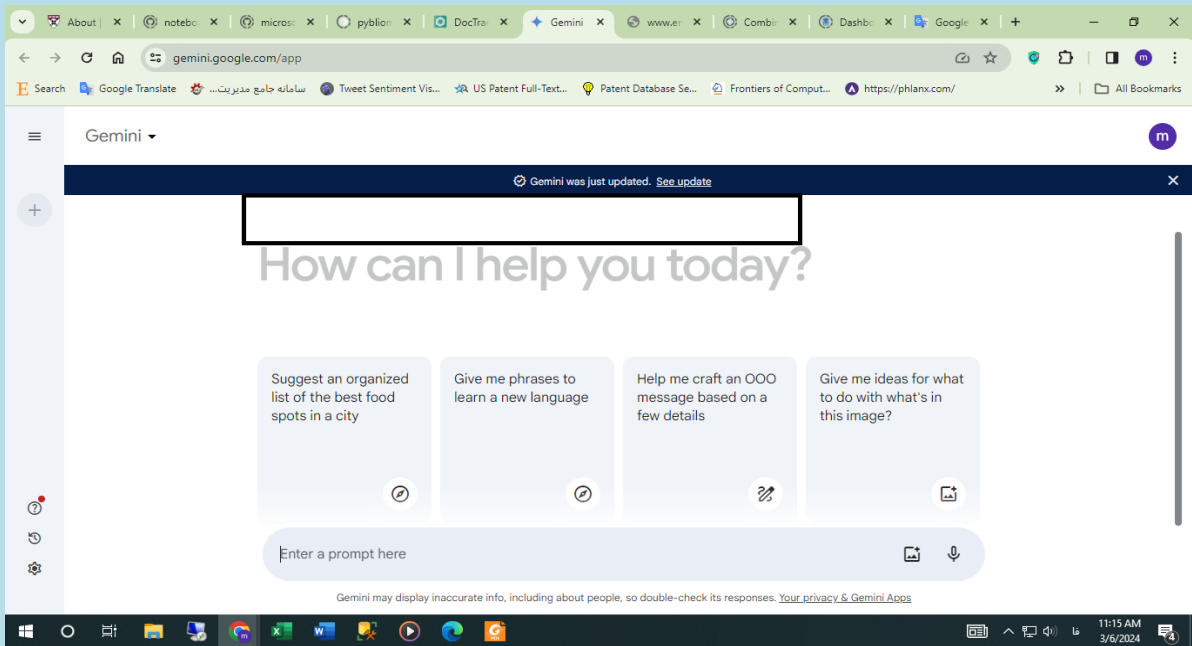 About
notebo
microso
pyblion
DocTra
Gemini
www.er
Combin
Dashbo
Google
gemini.google.com/app
m
Search
Google Translate
سامانه جامع مدیریت...
Tweet Sentiment Vis...
US Patent Full-Text...
Patent Database Se...
Frontiers of Comput...
https://phlanx.com/
All Bookmarks
Gemini
m
Gemini was just updated. See update
How can I help you today?
Suggest an organized
list of the best food
spots in a city
Give me phrases to
learn a new language
Help me craft an OOO
message based on a
few details
Give me ideas for what
to do with what's in
this image?
Enter a prompt here
Gemini may display inaccurate info, including about people, so double-check its responses. Your privacy & Gemini Apps
فا
11:15 AM
3/6/2024
4